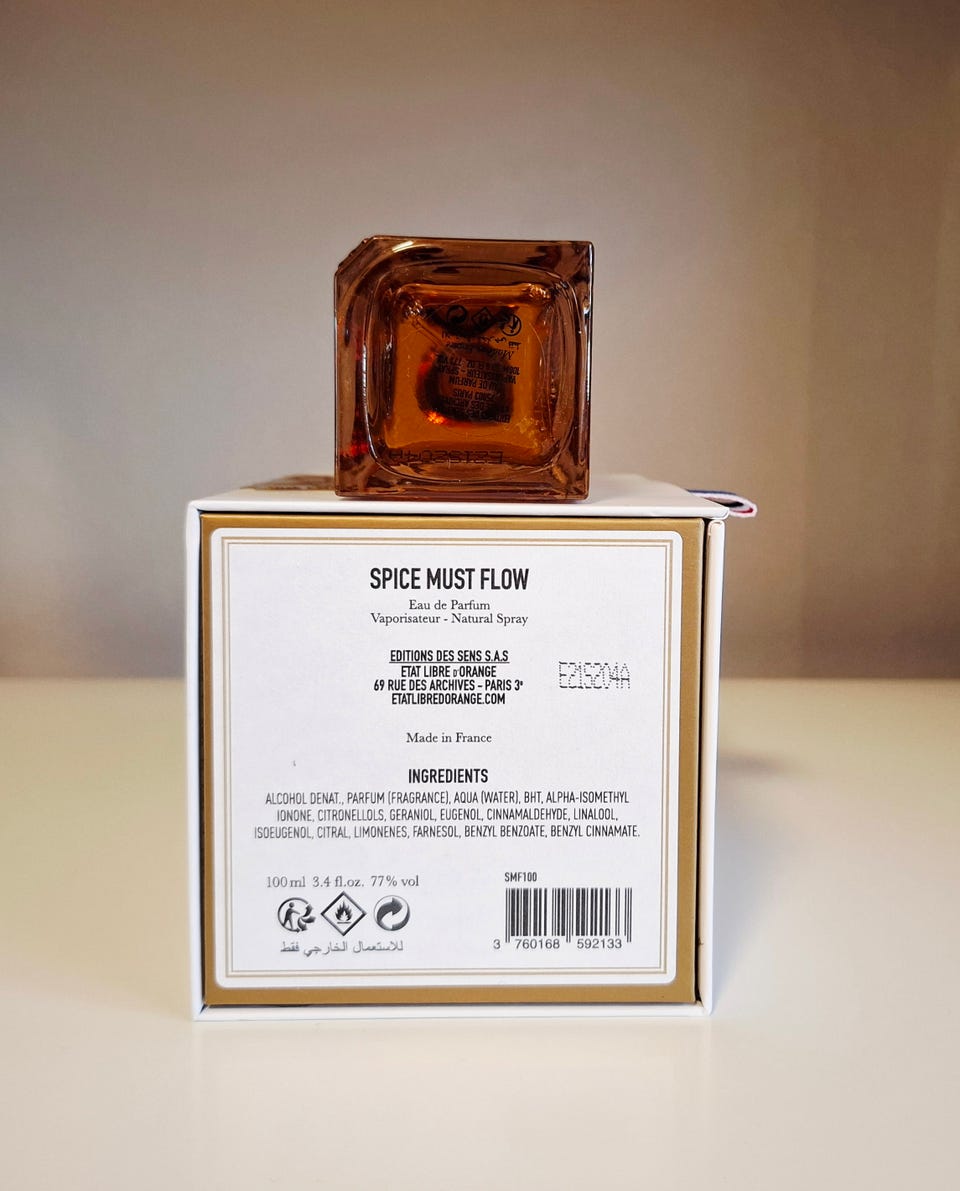 E215204A
SPICE MUST FLOW
Eau de Parfum
Vaporisateur - Natural Spray
EDITIONS DES SENS S.A.S
ETAT LIBRE D'ORANGE
69 RUE DES ARCHIVES - PARIS 3e
ETATLIBREDORANGE.COM
E215204A
Made in France
INGREDIENTS
ALCOHOL DENAT., PARFUM (FRAGRANCE), AQUA (WATER), BHT, ALPHA-ISOMETHYL
IONONE, CITRONELLOLS, GERANIOL, EUGENOL, CINNAMALDEHYDE, LINALOOL,
ISOEUGENOL, CITRAL, LIMONENES, FARNESOL, BENZYL BENZOATE, BENZYL CINNAMATE.
100 ml 3.4 fl.oz. 77% vol
للاستعمال الخارجي فقط
SMF100
3 760168 592133